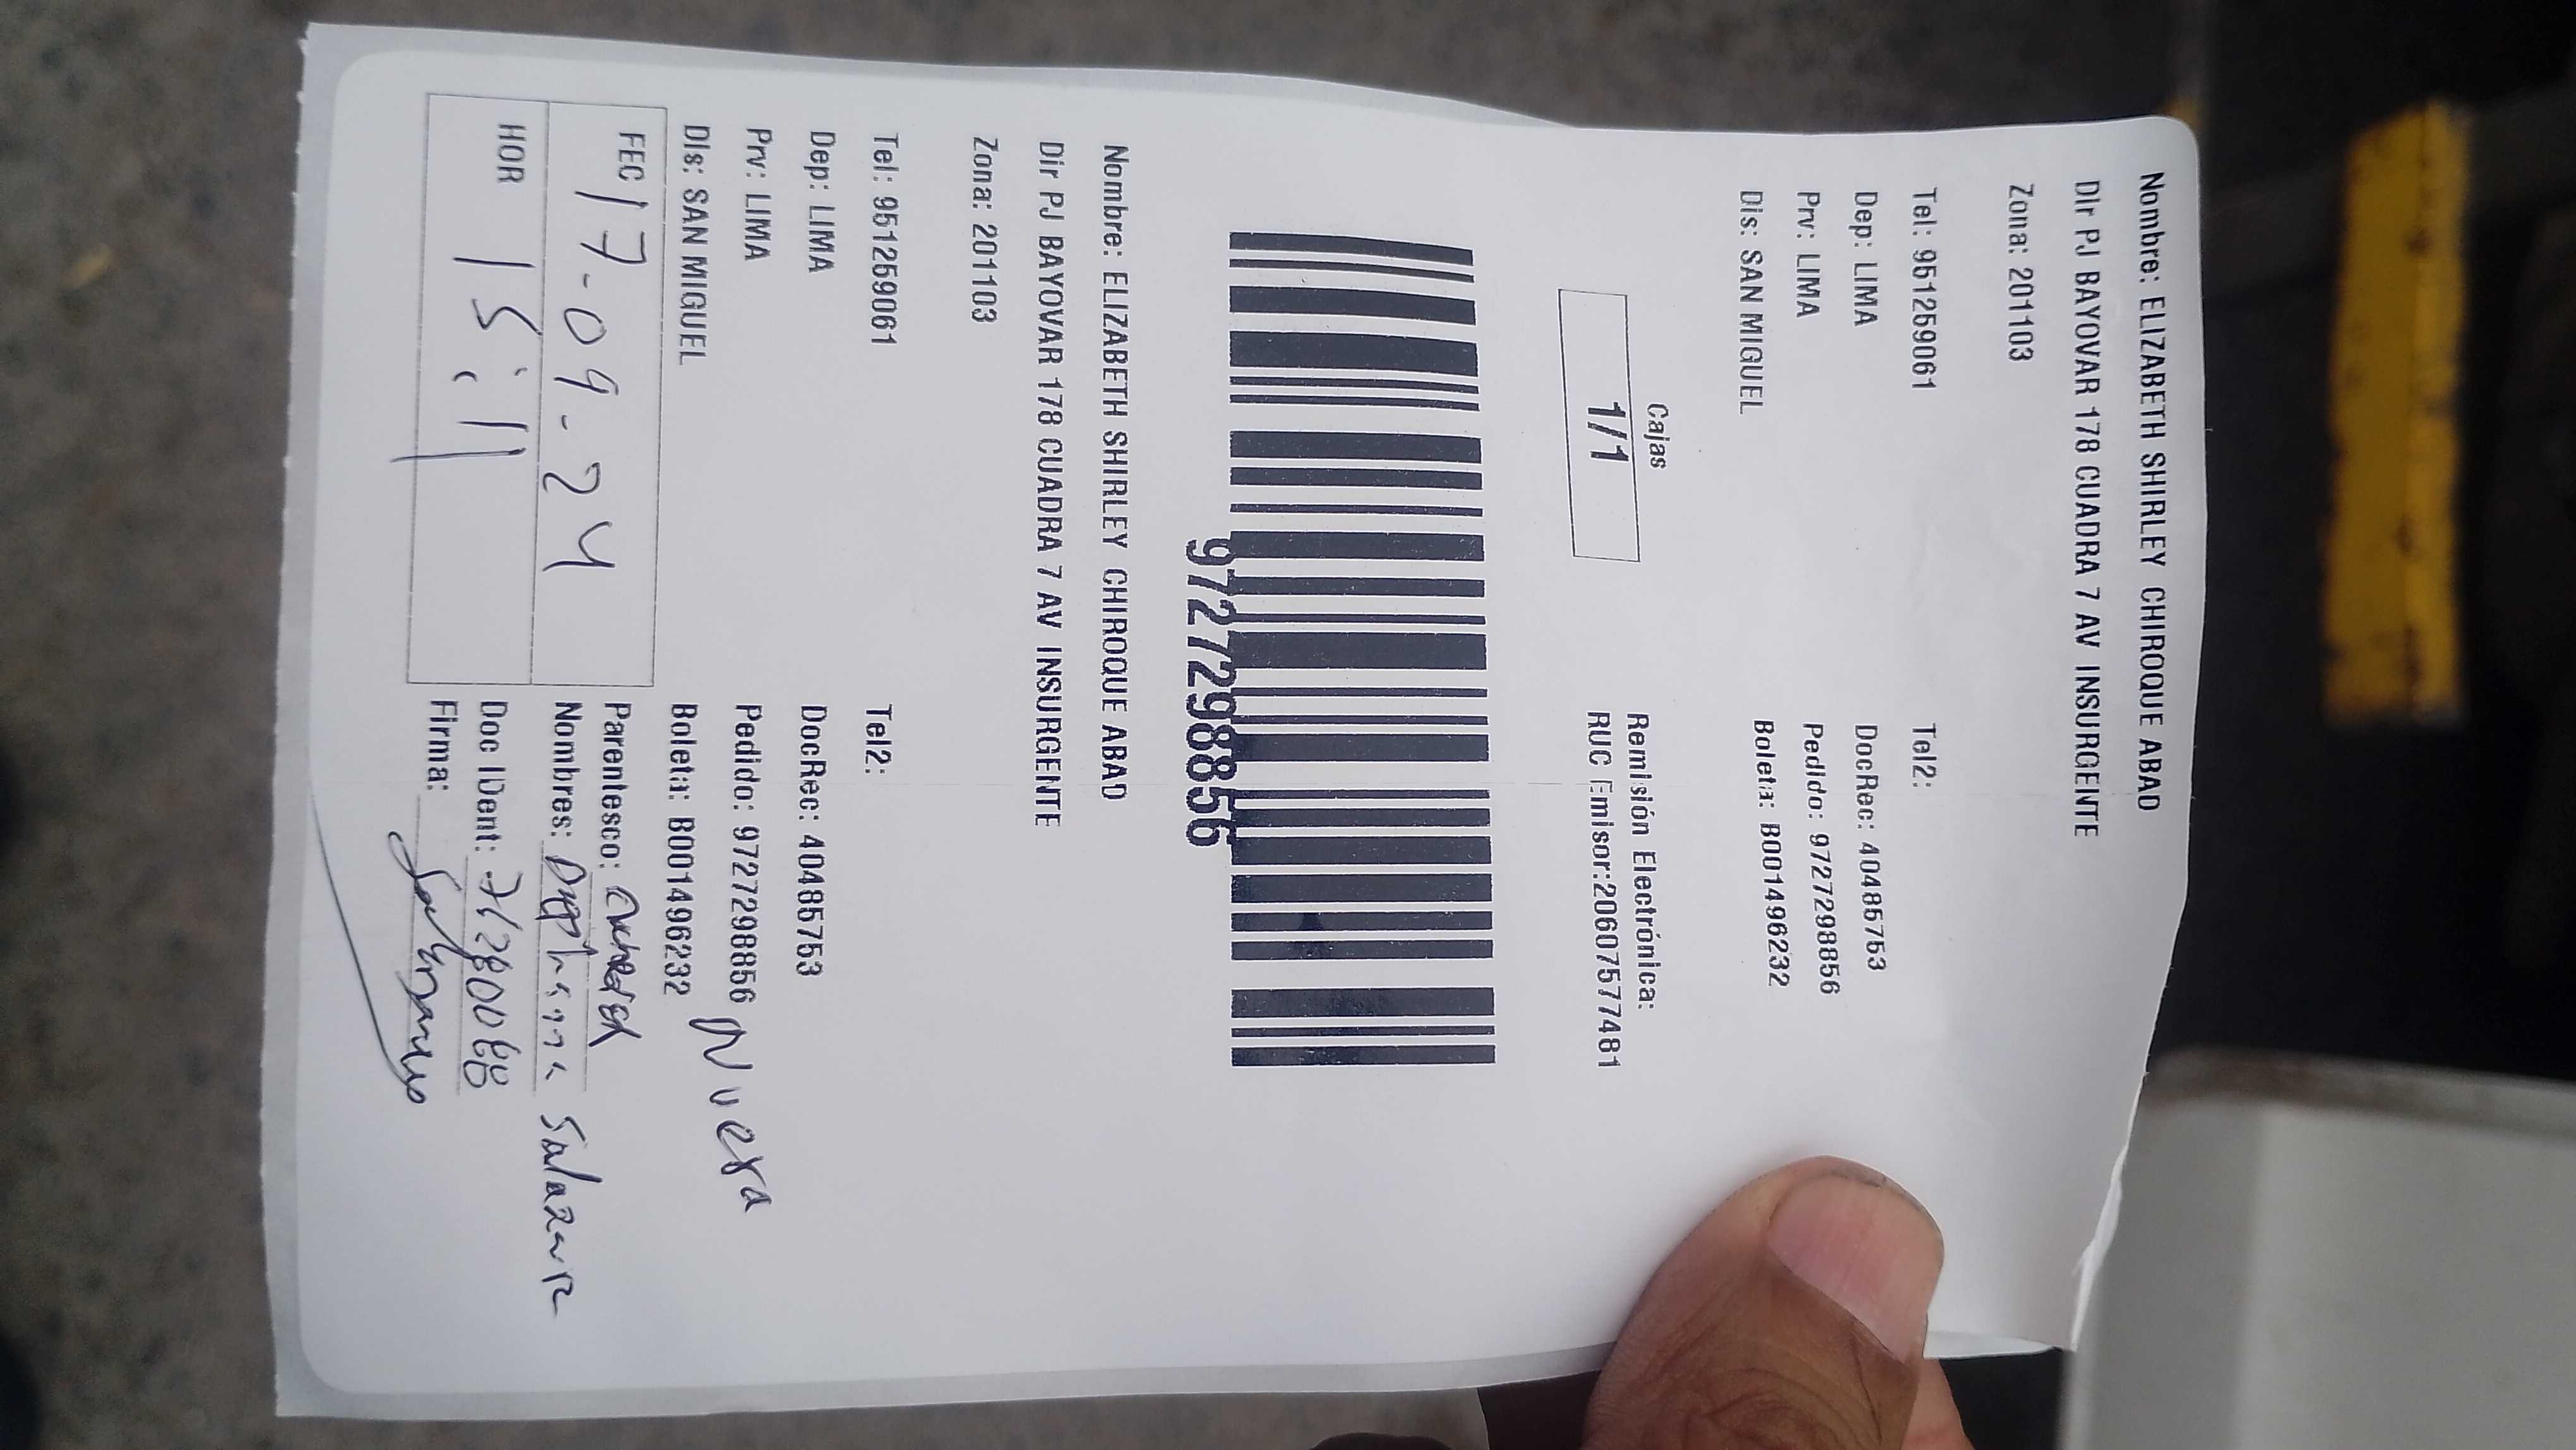 Nombre: ELIZABETH SHIRLEY CHIROQUE ABAD
Dir PJ BAYOVAR 178 CUADRA 7 AV INSURGENTE
Zona: 201103
Tel: 951259061 Tel2:
Dep: LIMA DocRec: 40485753
Prv: LIMA Pedido: 9727298856
Dis: SAN MIGUEL Boleta: B001496232
Cajas
1/1
Remisión Electrónica:
RUC Emisor:20607577481
9727298856
Nombre: ELIZABETH SHIRLEY CHIROQUE ABAD
Dir PJ BAYOVAR 178 CUADRA 7 AV INSURGENTE
Zona: 201103
Tel: 951259061 Tel2:
Dep: LIMA DocRec: 40485753
Prv: LIMA Pedido: 9727298856
Dis: SAN MIGUEL Boleta: B001496232
Nuera
FEC 17-09-24
HOR 15:11
Parentesco:
Nombres: Salazar
Doc IDent:
Firma: